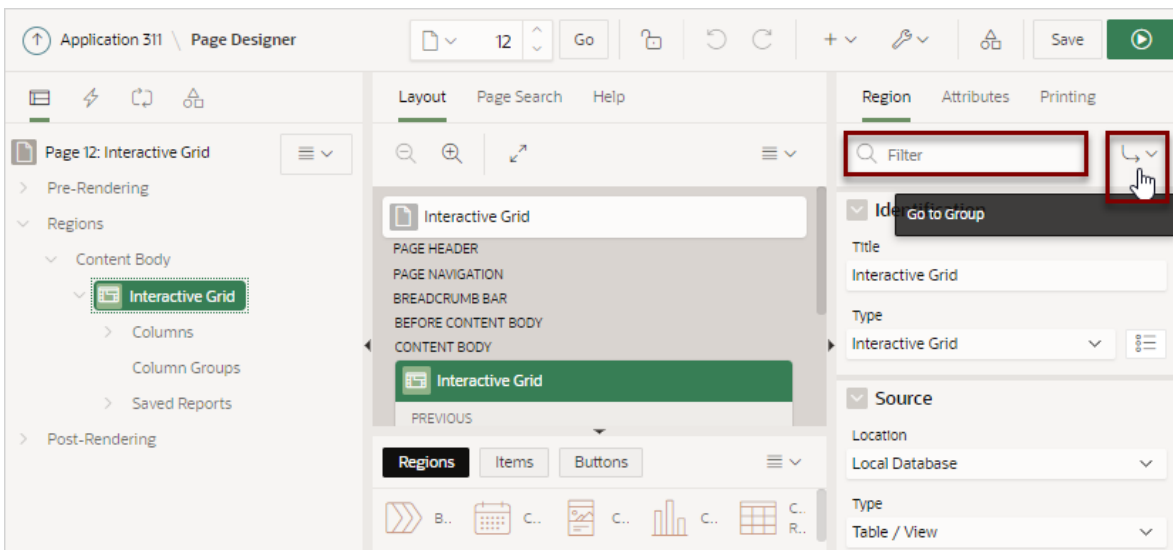 Application 311 \ Page Designer
12
Go
Save
Layout Page Search Help
Region Attributes Printing
Page 12: Interactive Grid
Filter
Pre-Rendering
Regions
Content Body
Interactive Grid
Columns
Column Groups
Saved Reports
Post-Rendering
Interactive Grid
PAGE HEADER
PAGE NAVIGATION
BREADCRUMB BAR
BEFORE CONTENT BODY
CONTENT BODY
Interactive Grid
PREVIOUS
Regions Items Buttons
B.. C.. C.. C.. C..
R..
Go to Group
Title
Interactive Grid
Type
Interactive Grid
Source
Location
Local Database
Type
Table / View